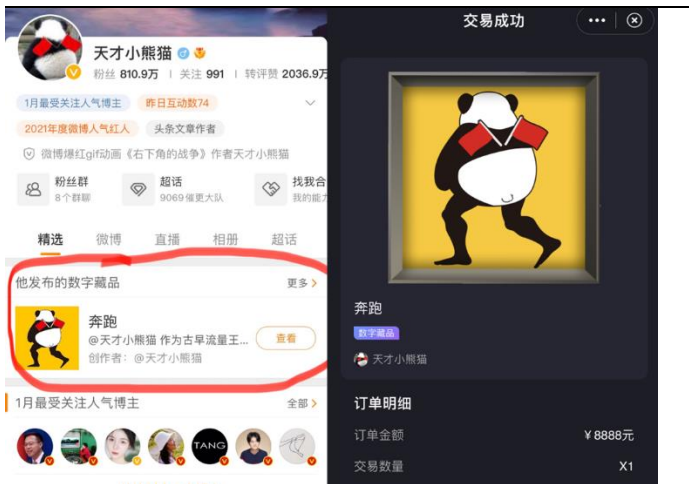 天才小熊猫
粉丝 810.9万 | 关注 991 | 转评赞 2036.9万
1月最受关注人气博主
昨日互动数74
2021年度微博人气红人
头条文章作者
微博爆红gif动画《右下角的战争》作者天才小熊猫
粉丝群
8个群聊
超话
9069催更大队
找我合
我的能
精选 微博 直播 相册 超话
他发布的数字藏品
更多 >
奔跑
@天才小熊猫 作为古早流量王...
创作者: @天才小熊猫
查看
1月最受关注人气博主
全部 >
TANG
交易成功
奔跑
数字藏品
天才小熊猫
订单明细
订单金额
¥8888元
交易数量
X1